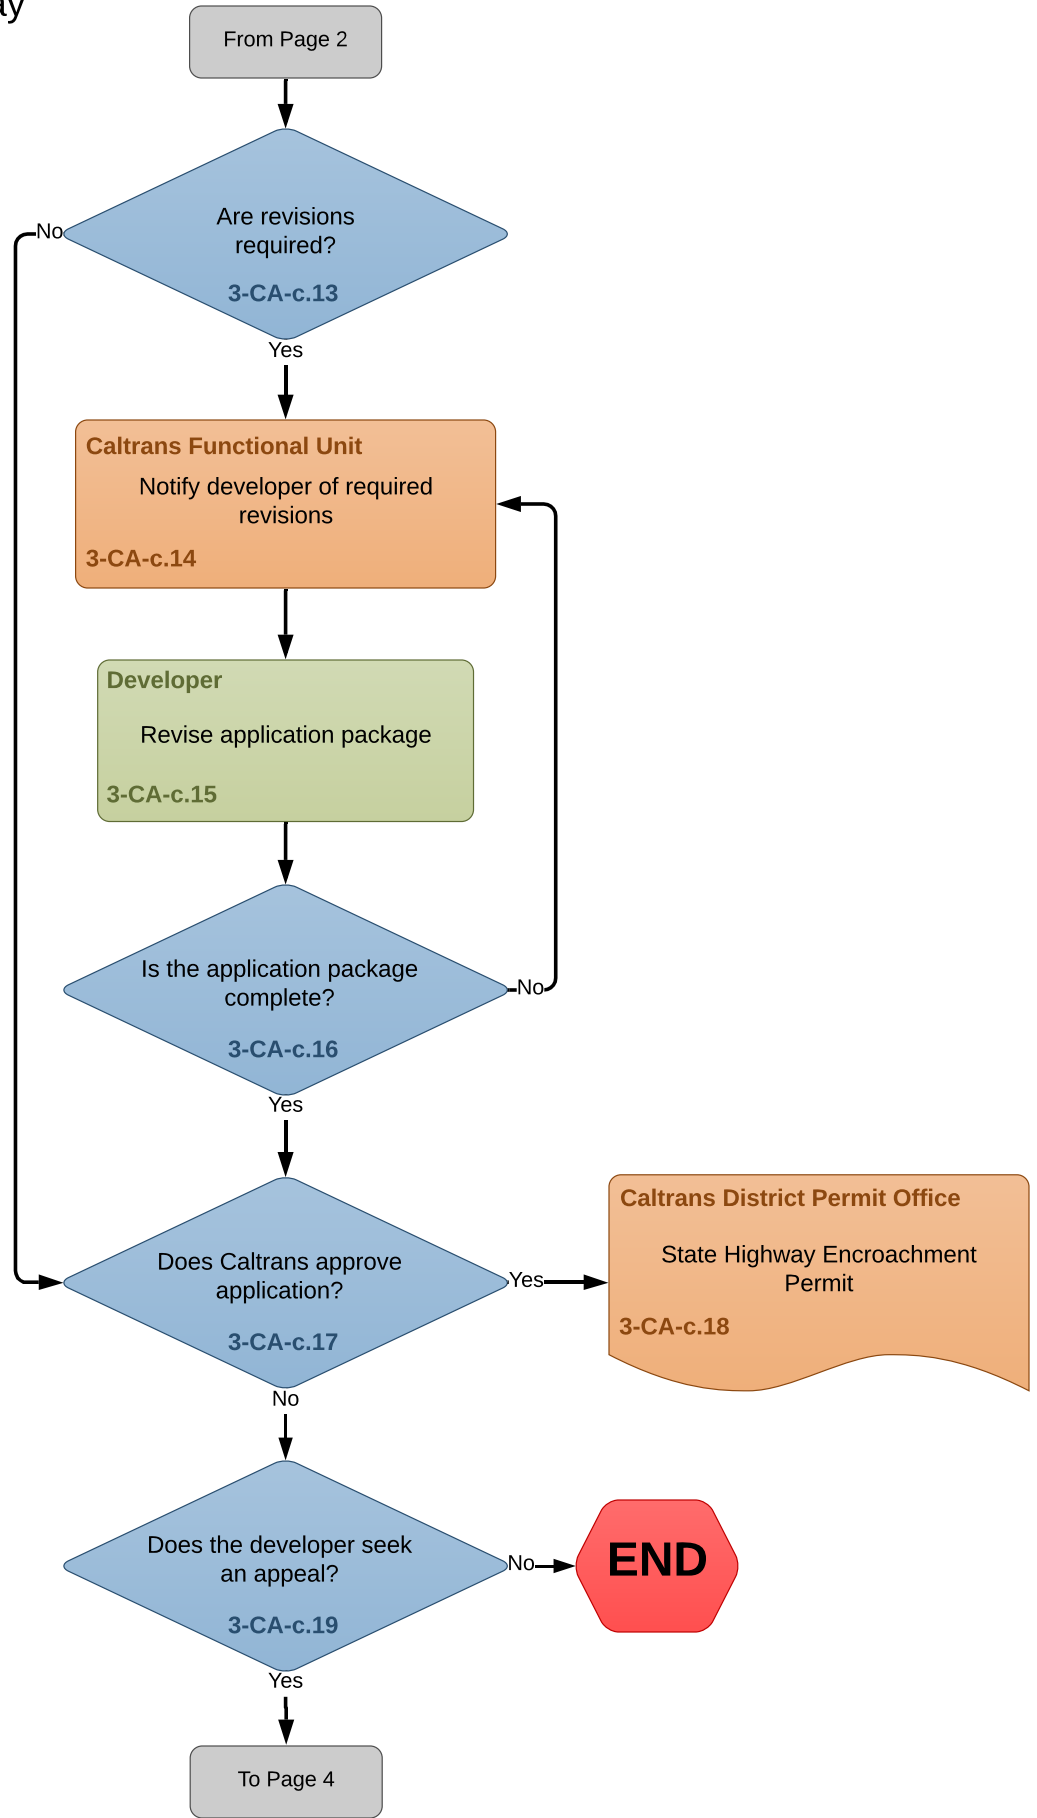 From Page 2
Are revisions
required?
3-CA-c.13
No
Yes
Caltrans Functional Unit
Notify developer of required
revisions
3-CA-c.14
Developer
Revise application package
3-CA-c.15
Is the application package
complete?
3-CA-c.16
No
Yes
Does Caltrans approve
application?
3-CA-c.17
Yes
Caltrans District Permit Office
State Highway Encroachment
Permit
3-CA-c.18
No
Does the developer seek
an appeal?
3-CA-c.19
No
END
Yes
To Page 4